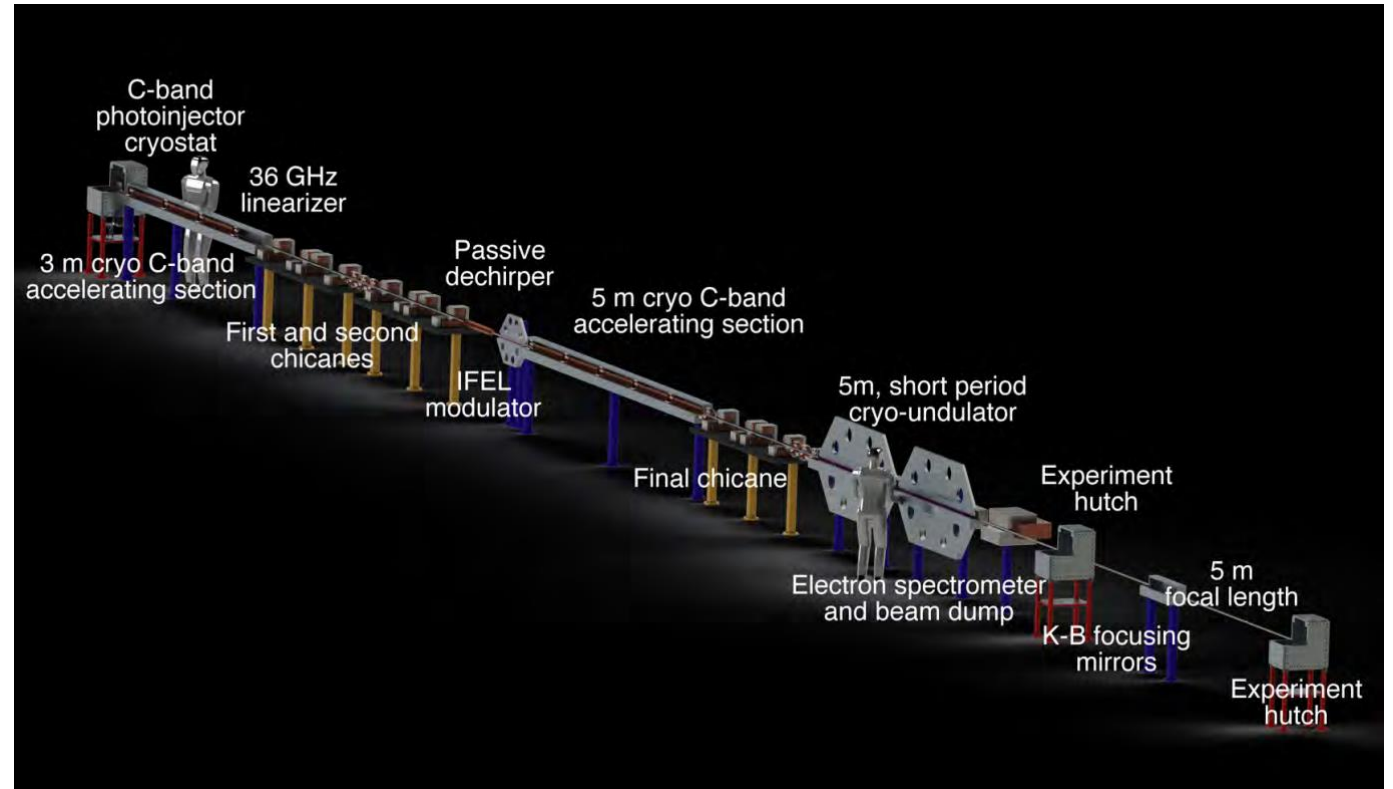 C-band
photoinjector
cryostat
36 GHz
linearizer
3 m cryo C-band
accelerating section
First and second
chicanes
Passive
dechirper
IFEL
modulator
5 m cryo C-band
accelerating section
Final chicane
5m, short period
cryo-undulator
Electron spectrometer
and beam dump
Experiment
hutch
K-B focusing
mirrors
5 m
focal length
Experiment
hutch